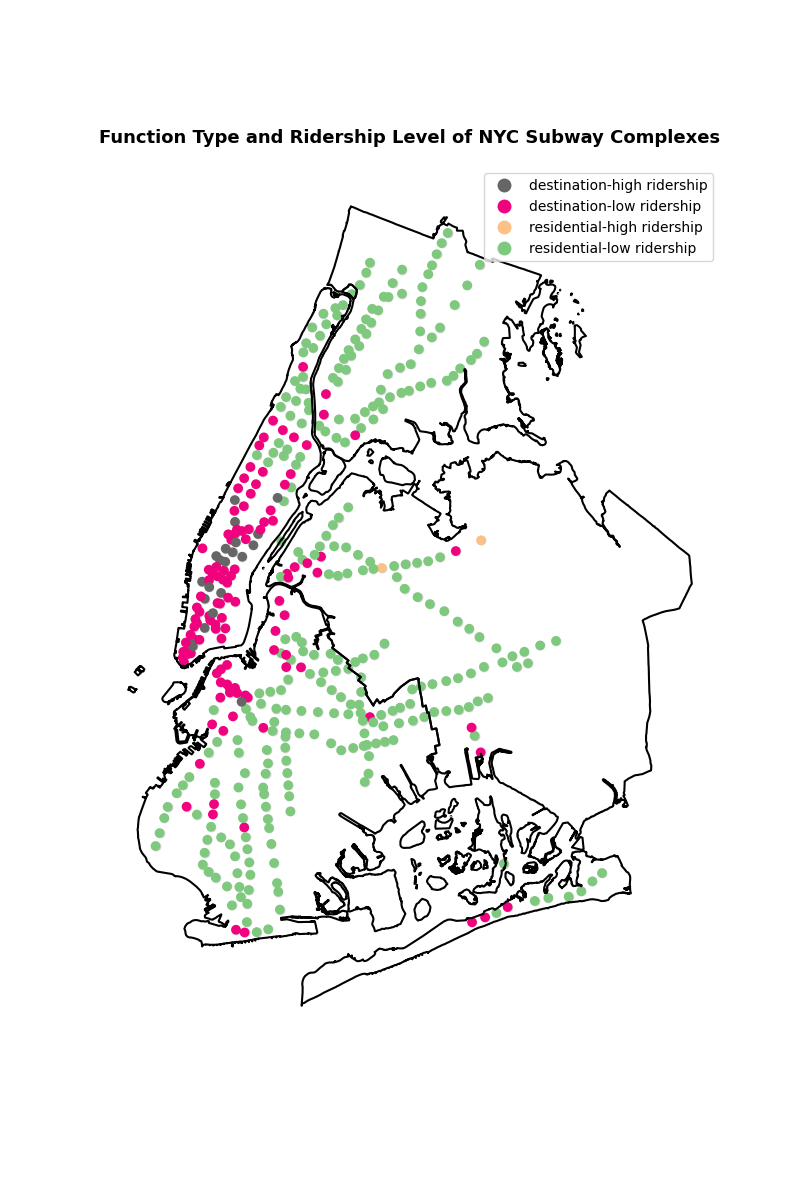 Function Type and Ridership Level of NYC Subway Complexes
destination-high ridership
destination-low ridership
residential-high ridership
residential-low ridership